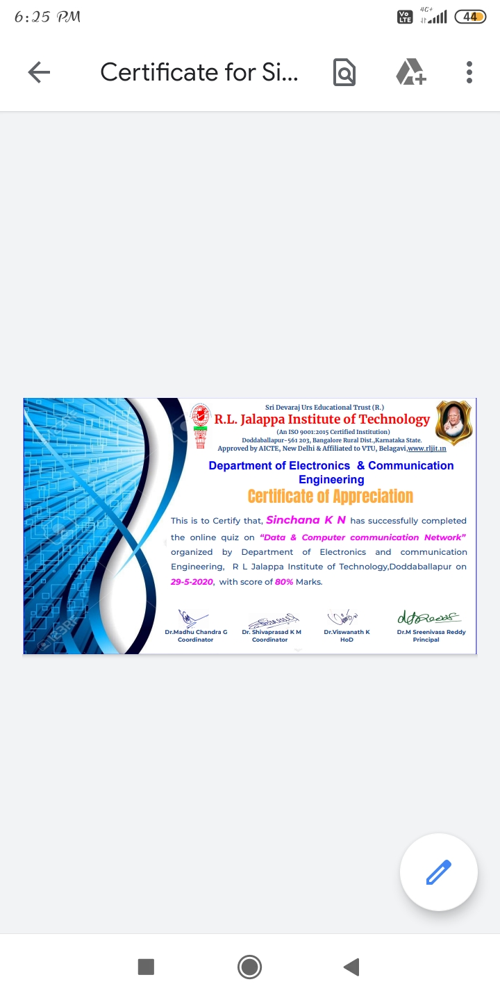 6:25 PM
Vo LTE 4G+ 44
Certificate for Si...
Sri Devaraj Urs Educational Trust (R.)
R.L. Jalappa Institute of Technology
(An ISO 9001:2015 Certified Institution)
Doddaballapur-561 203, Bangalore Rural Dist.,Karnataka State.
Approved by AICTE, New Delhi & Affiliated to VTU, Belagavi,www.rljit.in
Department of Electronics & Communication
Engineering
Certificate of Appreciation
This is to Certify that, Sinchana K N has successfully completed
the online quiz on “Data & Computer communication Network”
organized by Department of Electronics and communication
Engineering, R L Jalappa Institute of Technology,Doddaballapur on
29-5-2020, with score of 80% Marks.
Dr.Madhu Chandra G
Coordinator
Dr. Shivaprasad K M
Coordinator
Dr.Viswanath K
HoD
Dr.M Sreenivasa Reddy
Principal
123RF